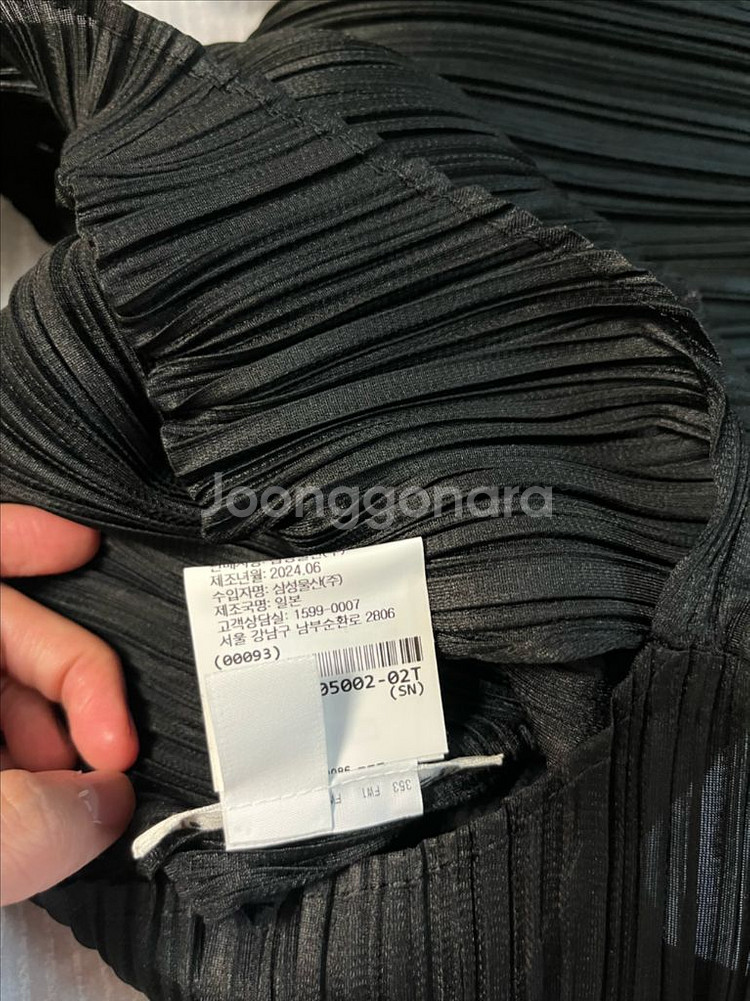 Joonggonara
제조년월: 2024.06
수입자명: 삼성물산(주)
제조국명: 일본
고객상담실: 1599-0007
서울 강남구 남부순환로 2806
(00093)
05002-02T
(SN)
353 FW1